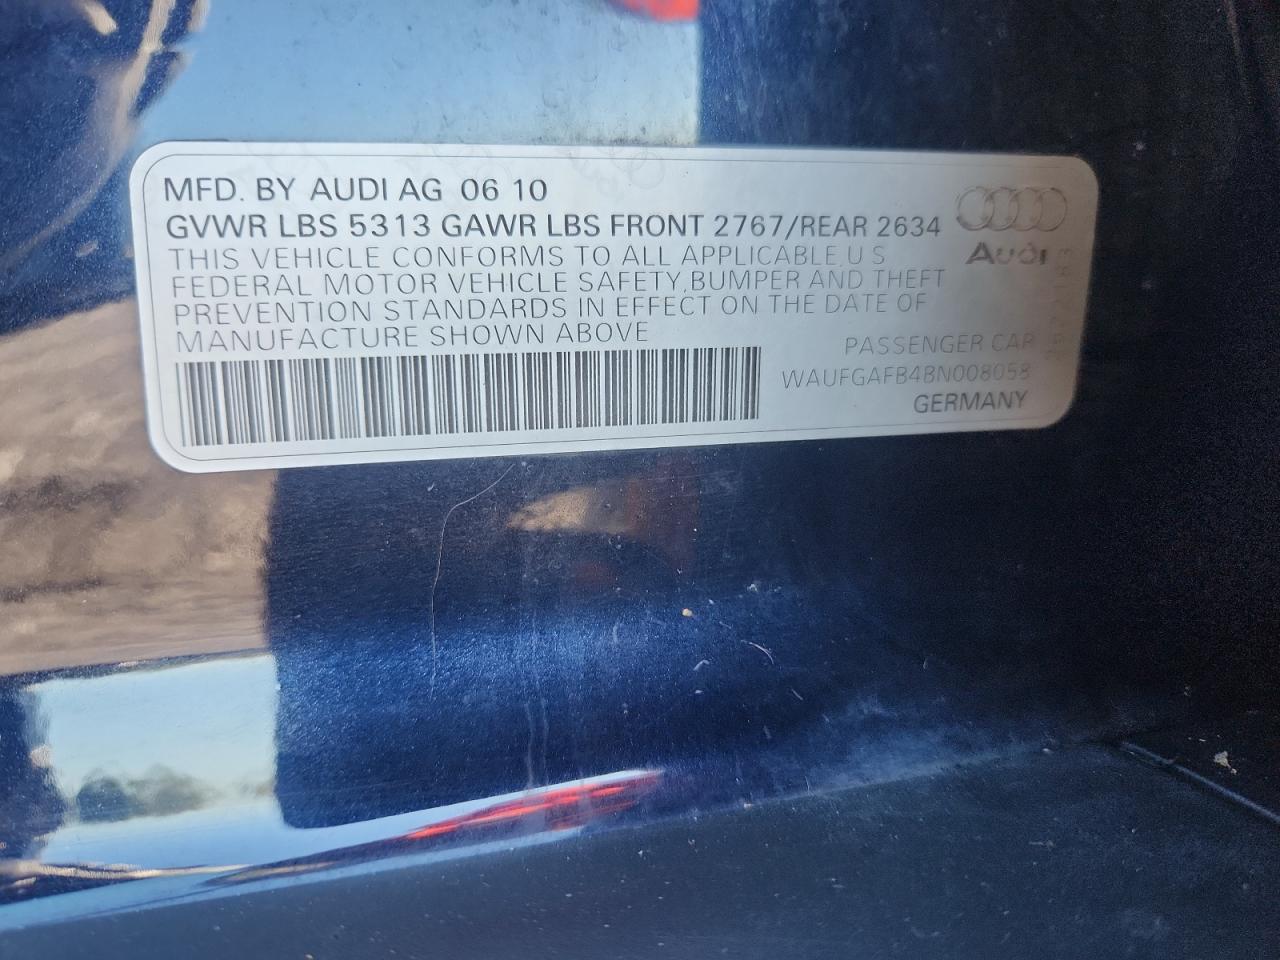 MFD. BY AUDI AG 06 10
GVWR LBS 5313 GAWR LBS FRONT 2767/REAR 2634
THIS VEHICLE CONFORMS TO ALL APPLICABLE U S
FEDERAL MOTOR VEHICLE SAFETY, BUMPER AND THEFT
PREVENTION STANDARDS IN EFFECT ON THE DATE OF
MANUFACTURE SHOWN ABOVE
Audi
PASSENGER CAR
WAUFGAFB4BN008058
GERMANY